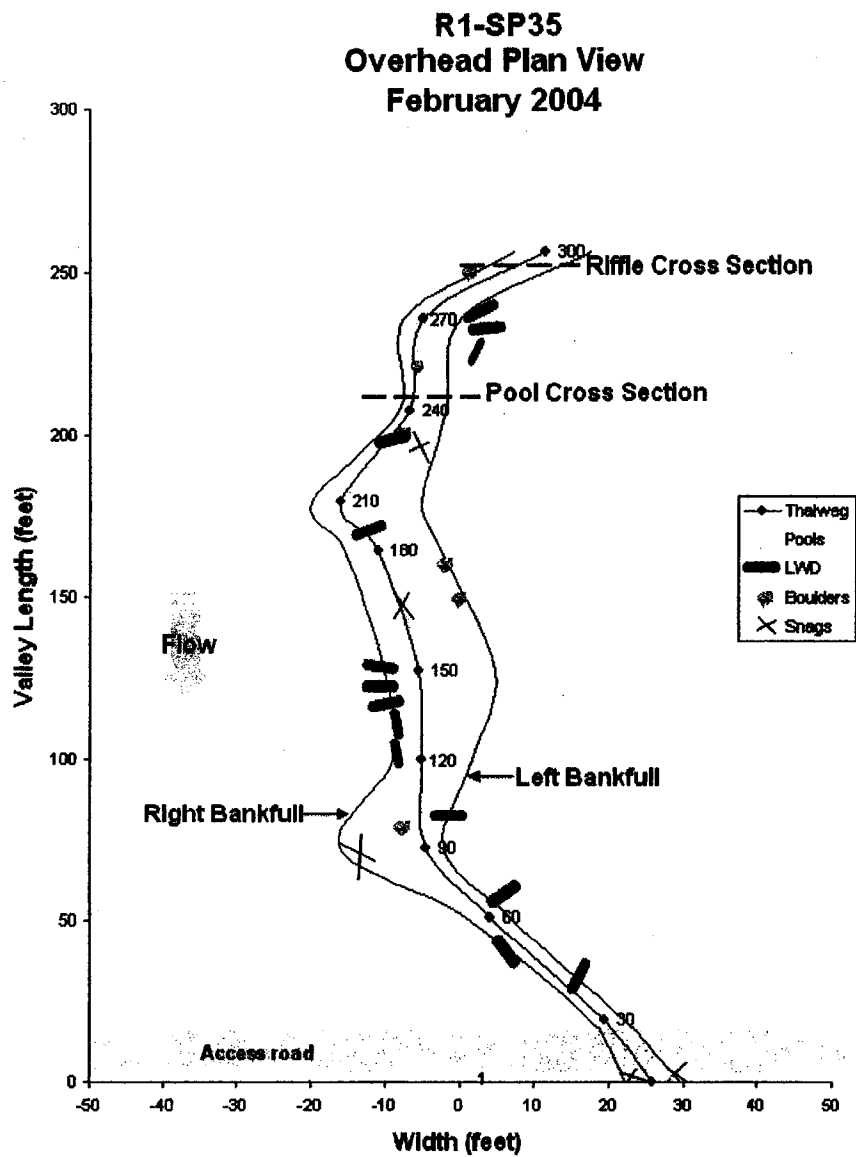 R1-SP35
Overhead Plan View
February 2004
300
250
200
150
100
50
0
Valley Length (feet)
-50 -40 -30 -20 -10 0 10 20 30 40 50
Width (feet)
300
Riffle Cross Section
270
Pool Cross Section
240
210
180
150
120
Left Bankfull
Right Bankfull
90
60
30
1
Flow
Access road
Thalweg
Pools
LWD
Boulders
Snags